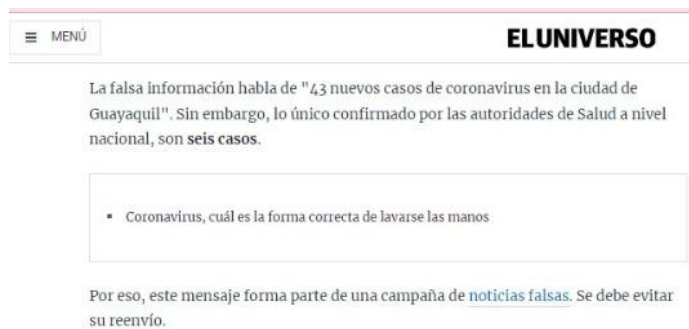 ≡ MENÚ
EL UNIVERSO
La falsa información habla de "43 nuevos casos de coronavirus en la ciudad de
Guayaquil". Sin embargo, lo único confirmado por las autoridades de Salud a nivel
nacional, son seis casos.
▪ Coronavirus, cuál es la forma correcta de lavarse las manos
Por eso, este mensaje forma parte de una campaña de noticias falsas. Se debe evitar
su reenvío.